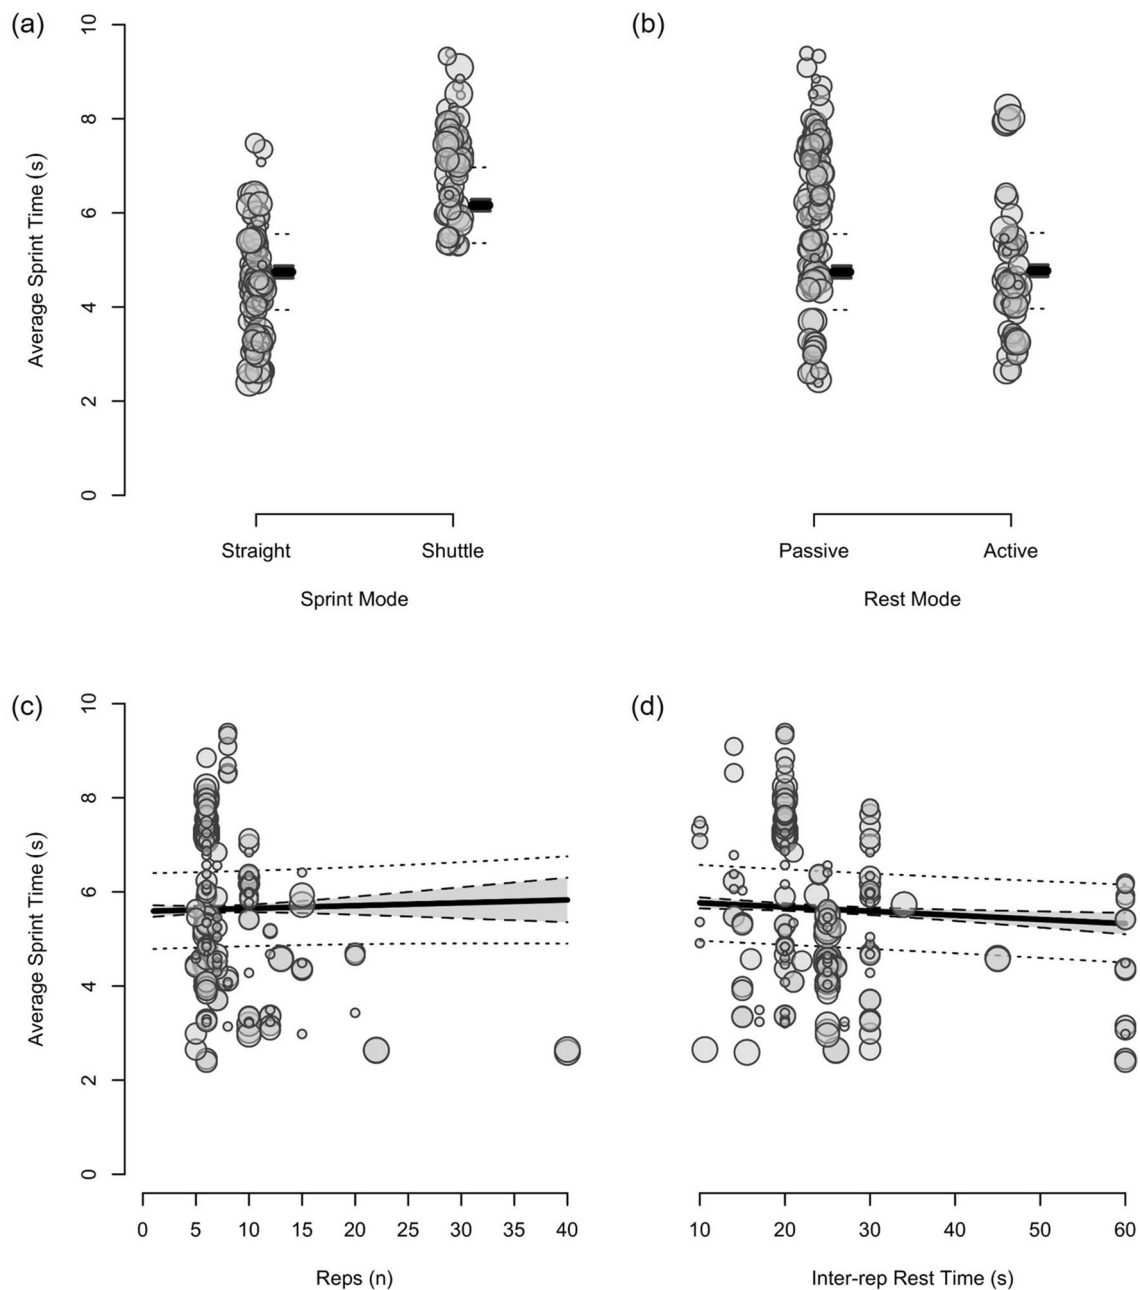 (a)
(b)
10
8
6
4
2
0
Average Sprint Time (s)
Straight
Shuttle
Passive
Active
Sprint Mode
Rest Mode
(c)
(d)
10
8
6
4
2
0
Average Sprint Time (s)
0 5 10 15 20 25 30 35 40
10 20 30 40 50 60
Reps (n)
Inter-rep Rest Time (s)